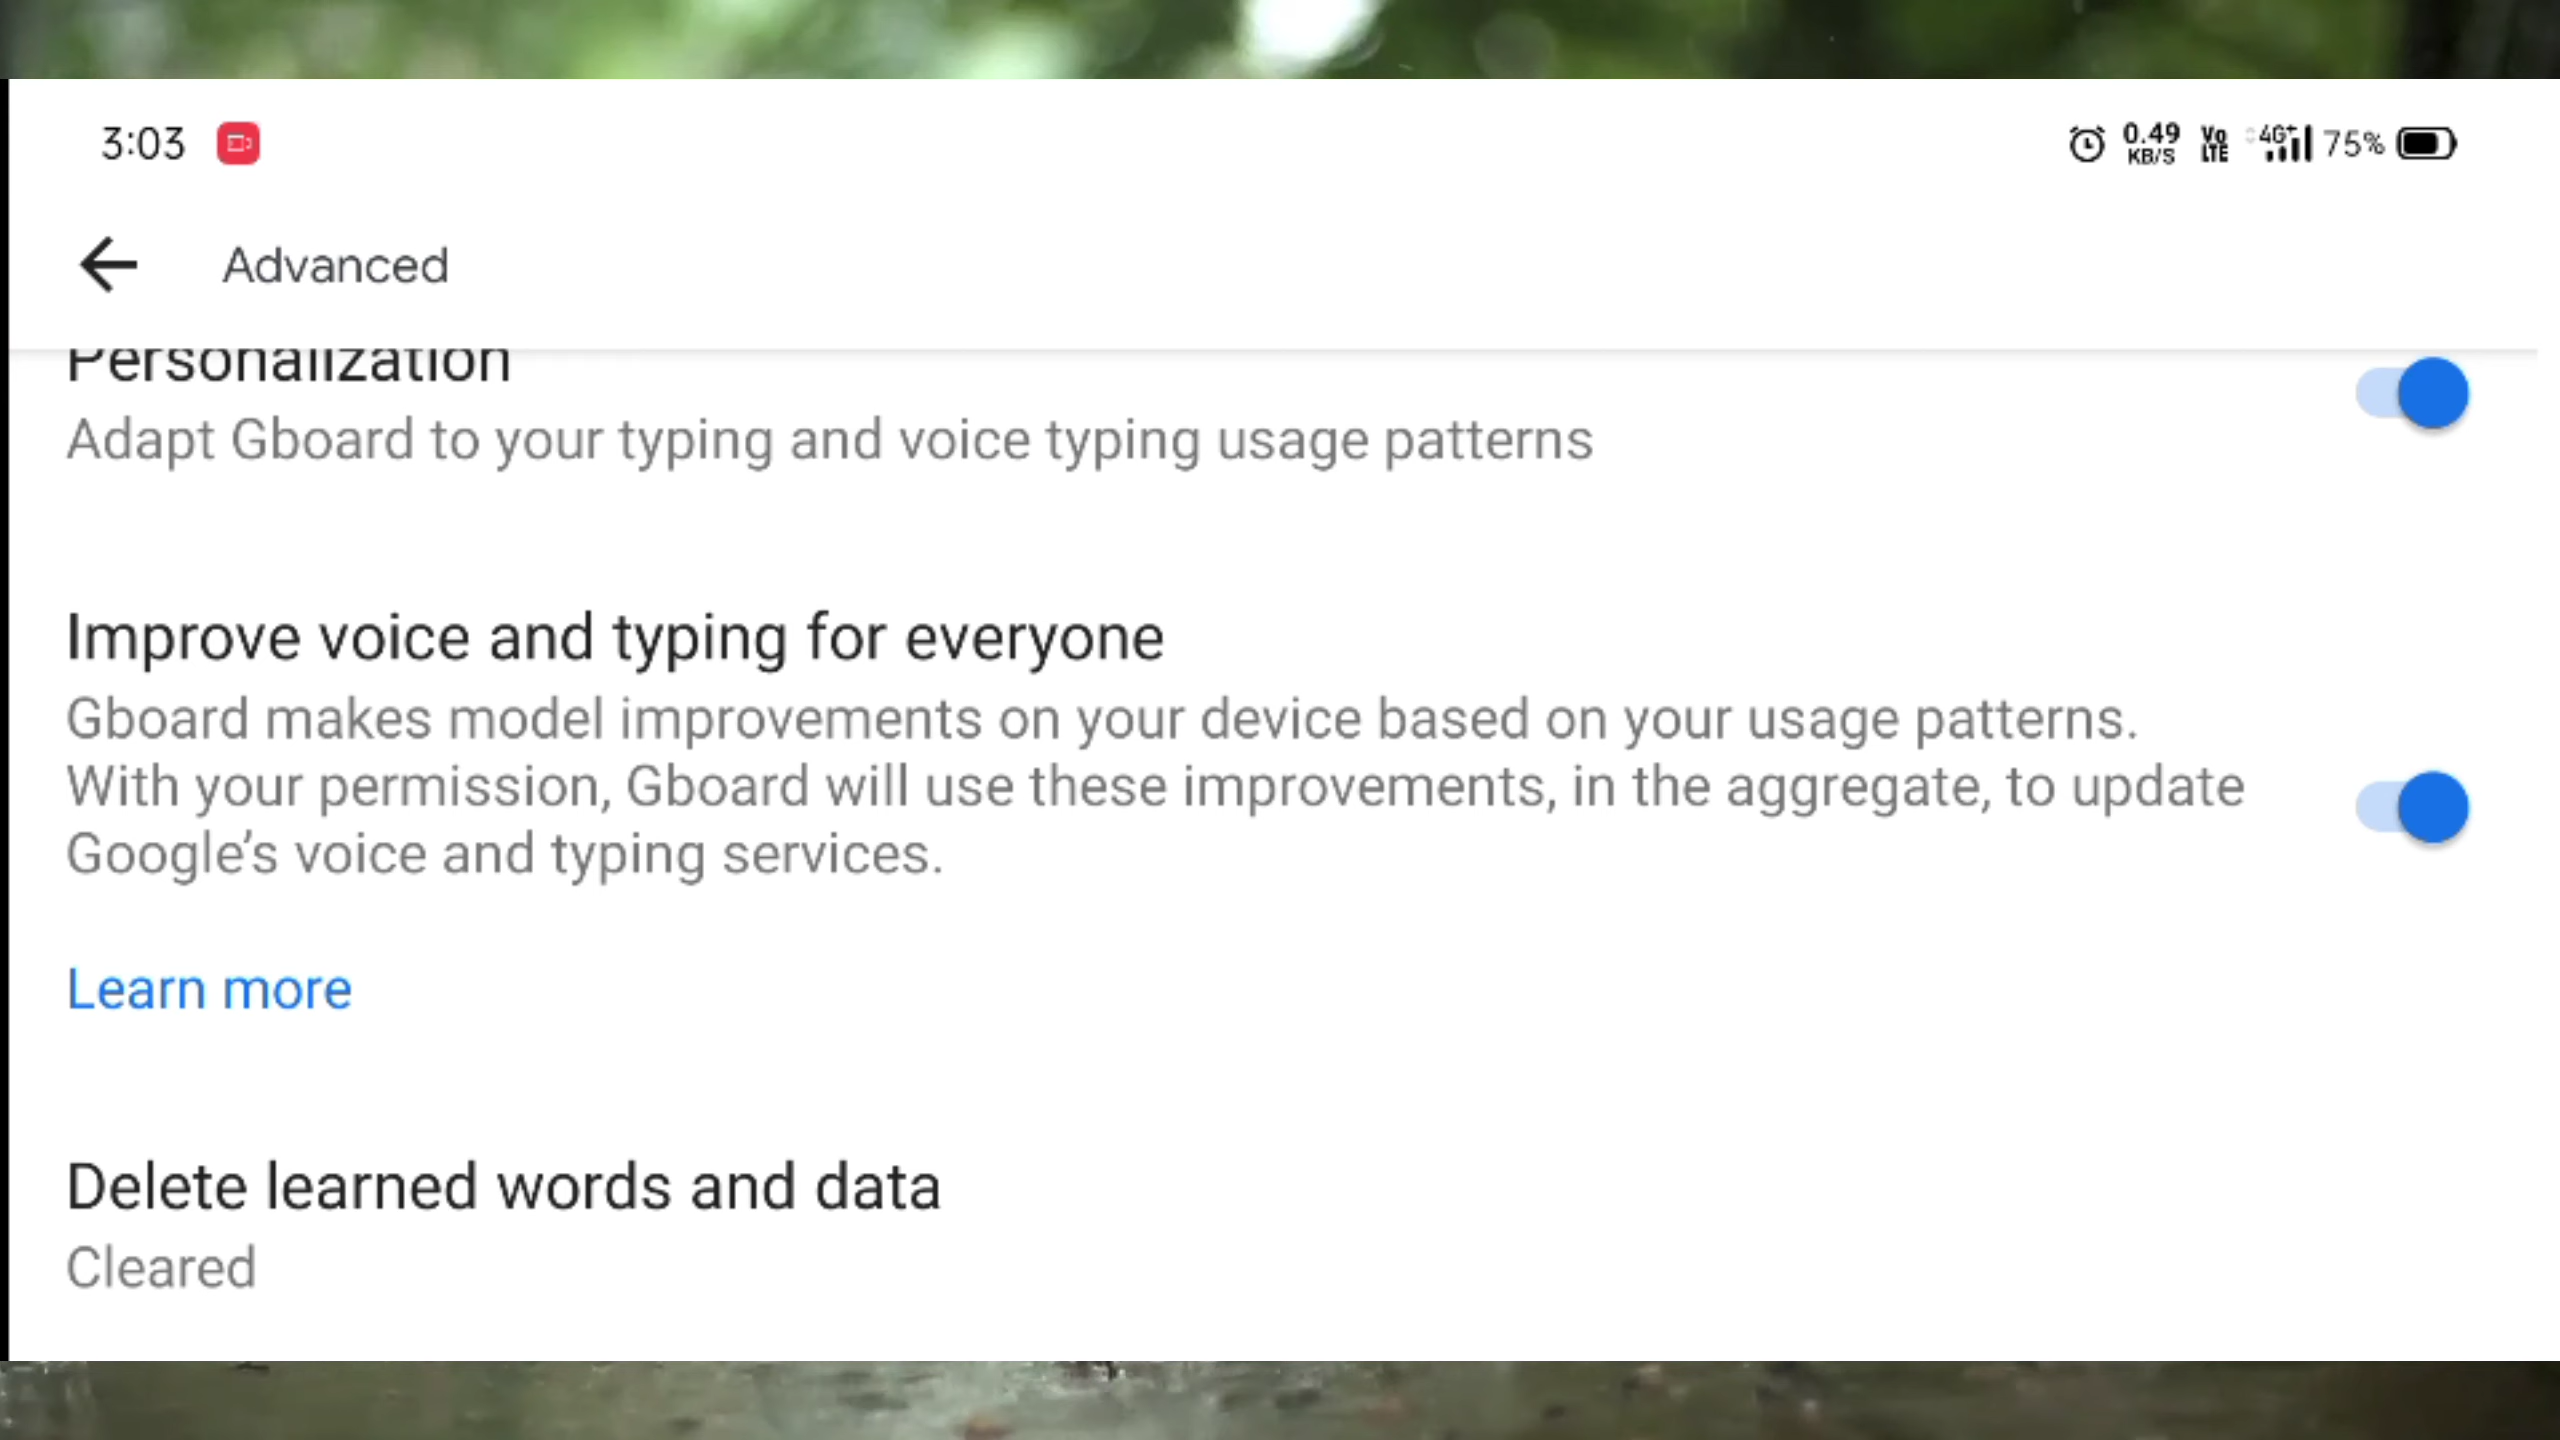 3:03
0.49 KB/S Vo LTE 4G+ 75%
Advanced
Personalization
Adapt Gboard to your typing and voice typing usage patterns
Improve voice and typing for everyone
Gboard makes model improvements on your device based on your usage patterns.
With your permission, Gboard will use these improvements, in the aggregate, to update
Google’s voice and typing services.
Learn more
Delete learned words and data
Cleared